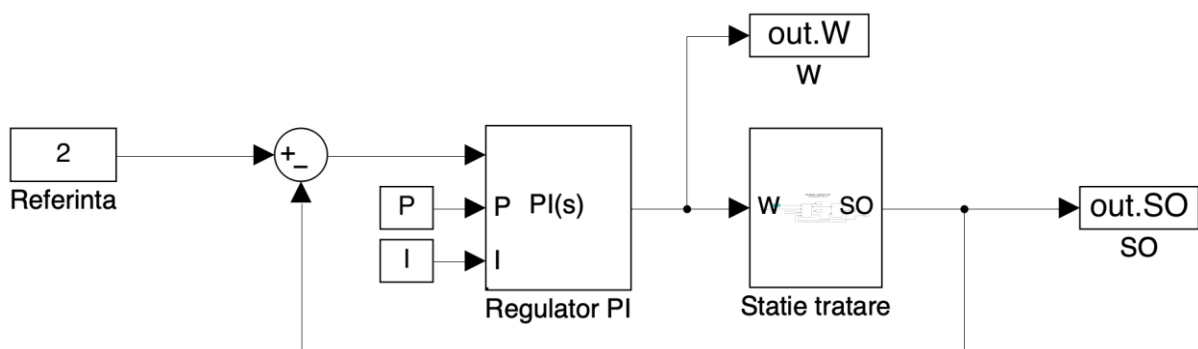 out.W
W
2
Referinta
+
−
P
I
P
I
PI(s)
Regulator PI
W
SO
Statie tratare
out.SO
SO